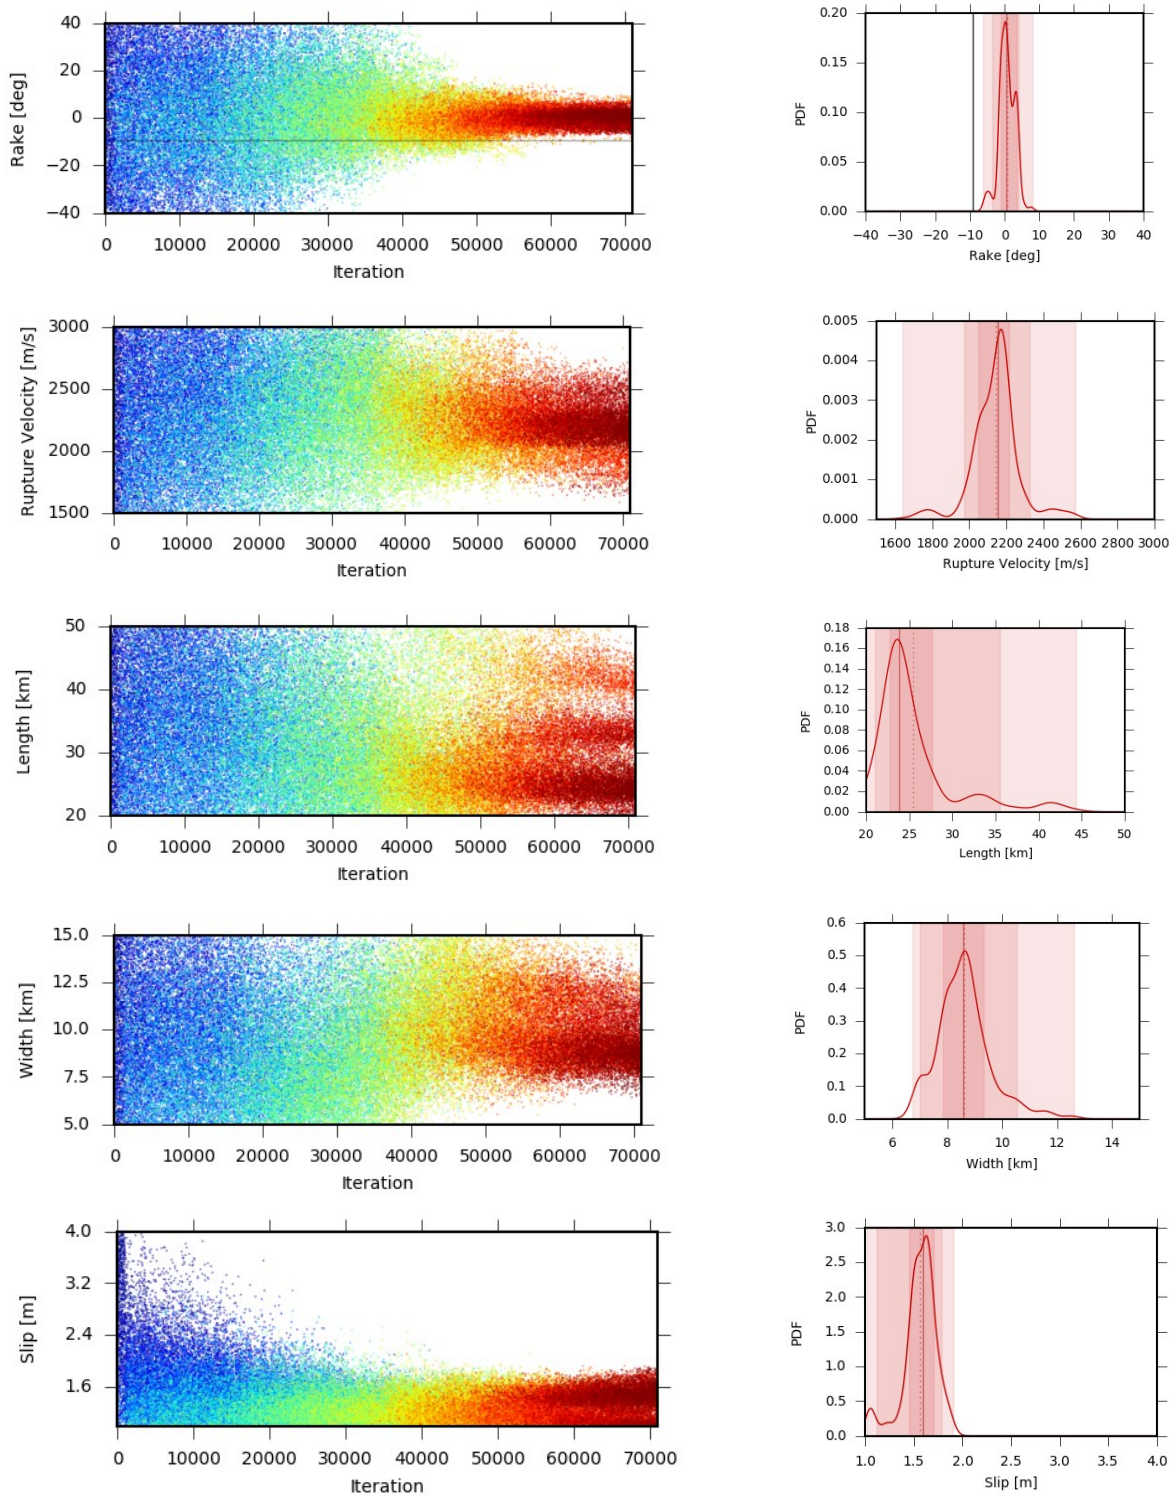 Rake [deg]
40
20
0
−20
−40
0 10000 20000 30000 40000 50000 60000 70000
Iteration
PDF
0.20
0.15
0.10
0.05
0.00
−40 −30 −20 −10 0 10 20 30 40
Rake [deg]
Rupture Velocity [m/s]
3000
2500
2000
1500
0 10000 20000 30000 40000 50000 60000 70000
Iteration
PDF
0.005
0.004
0.003
0.002
0.001
0.000
1600 1800 2000 2200 2400 2600 2800 3000
Rupture Velocity [m/s]
Length [km]
50
40
30
20
0 10000 20000 30000 40000 50000 60000 70000
Iteration
PDF
0.18
0.16
0.14
0.12
0.10
0.08
0.06
0.04
0.02
0.00
20 25 30 35 40 45 50
Length [km]
Width [km]
15.0
12.5
10.0
7.5
5.0
0 10000 20000 30000 40000 50000 60000 70000
Iteration
PDF
0.6
0.5
0.4
0.3
0.2
0.1
0.0
6 8 10 12 14
Width [km]
Slip [m]
4.0
3.2
2.4
1.6
0 10000 20000 30000 40000 50000 60000 70000
Iteration
PDF
3.0
2.5
2.0
1.5
1.0
0.5
0.0
1.0 1.5 2.0 2.5 3.0 3.5 4.0
Slip [m]